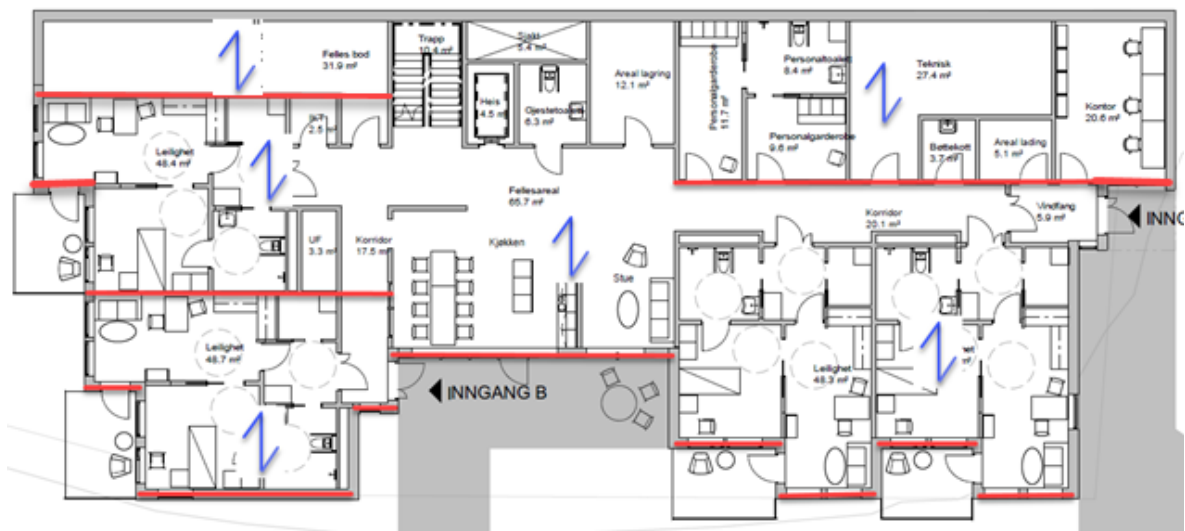 Felles bod
31.9 m²
Trapp
10.4 m²
Sjakt
5.4 m²
Heis
4.5 m²
Gjestetoalett
6.3 m²
Areal lagring
12.1 m²
Personalgarderobe
11.7 m²
Personaltoalett
8.4 m²
Personalgarderobe
9.6 m²
Teknisk
27.4 m²
Bøttekott
3.7 m²
Areal lading
5.1 m²
Kontor
20.6 m²
Leilighet
48.4 m²
2.5 m²
Fellesareal
65.7 m²
Vindfang
5.9 m²
INNG
Korridor
20.1 m²
UF
3.3 m²
Korridor
17.5 m²
Kjøkken
Stue
Leilighet
48.7 m²
Leilighet
48.3 m²
m²
INNGANG B